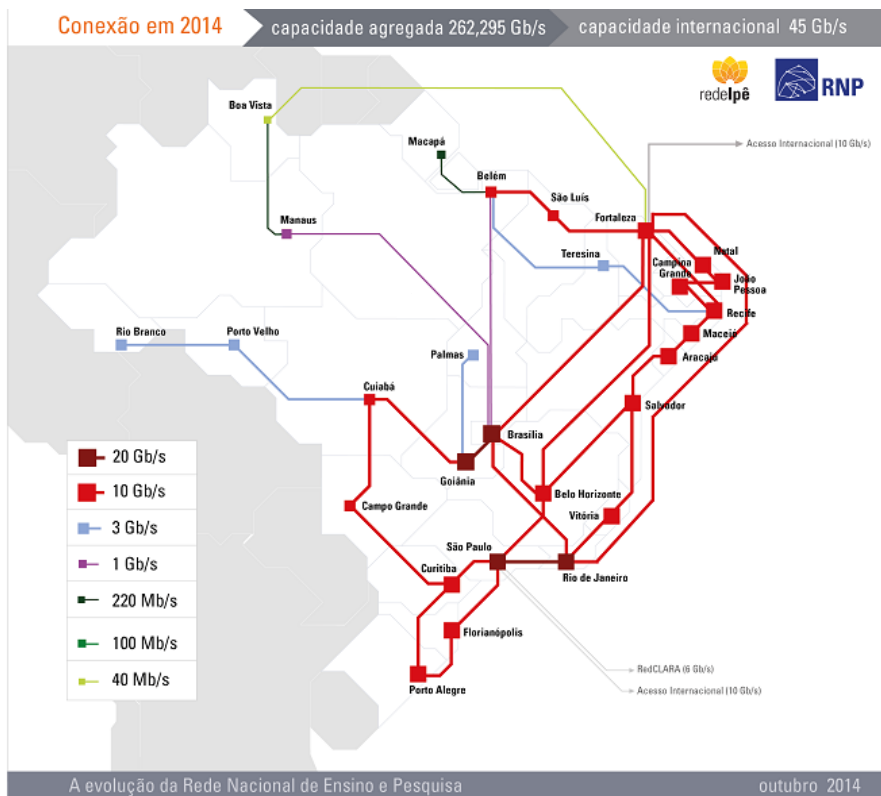 Conexão em 2014
capacidade agregada 262,295 Gb/s
capacidade internacional 45 Gb/s
redeIpê
RNP
Boa Vista
Macapá
Acesso Internacional (10 Gb/s)
Belém
São Luís
Manaus
Fortaleza
Teresina
Natal
Campina
Grande
João
Pessoa
Recife
Rio Branco
Porto Velho
Maceió
Palmas
Aracajú
Cuiabá
Salvador
Brasília
20 Gb/s
Goiânia
10 Gb/s
Belo Horizonte
Campo Grande
Vitória
3 Gb/s
São Paulo
1 Gb/s
Curitiba
Rio de Janeiro
220 Mb/s
Florianópolis
100 Mb/s
RedCLARA (6 Gb/s)
40 Mb/s
Porto Alegre
Acesso Internacional (10 Gb/s)
A evolução da Rede Nacional de Ensino e Pesquisa
outubro 2014